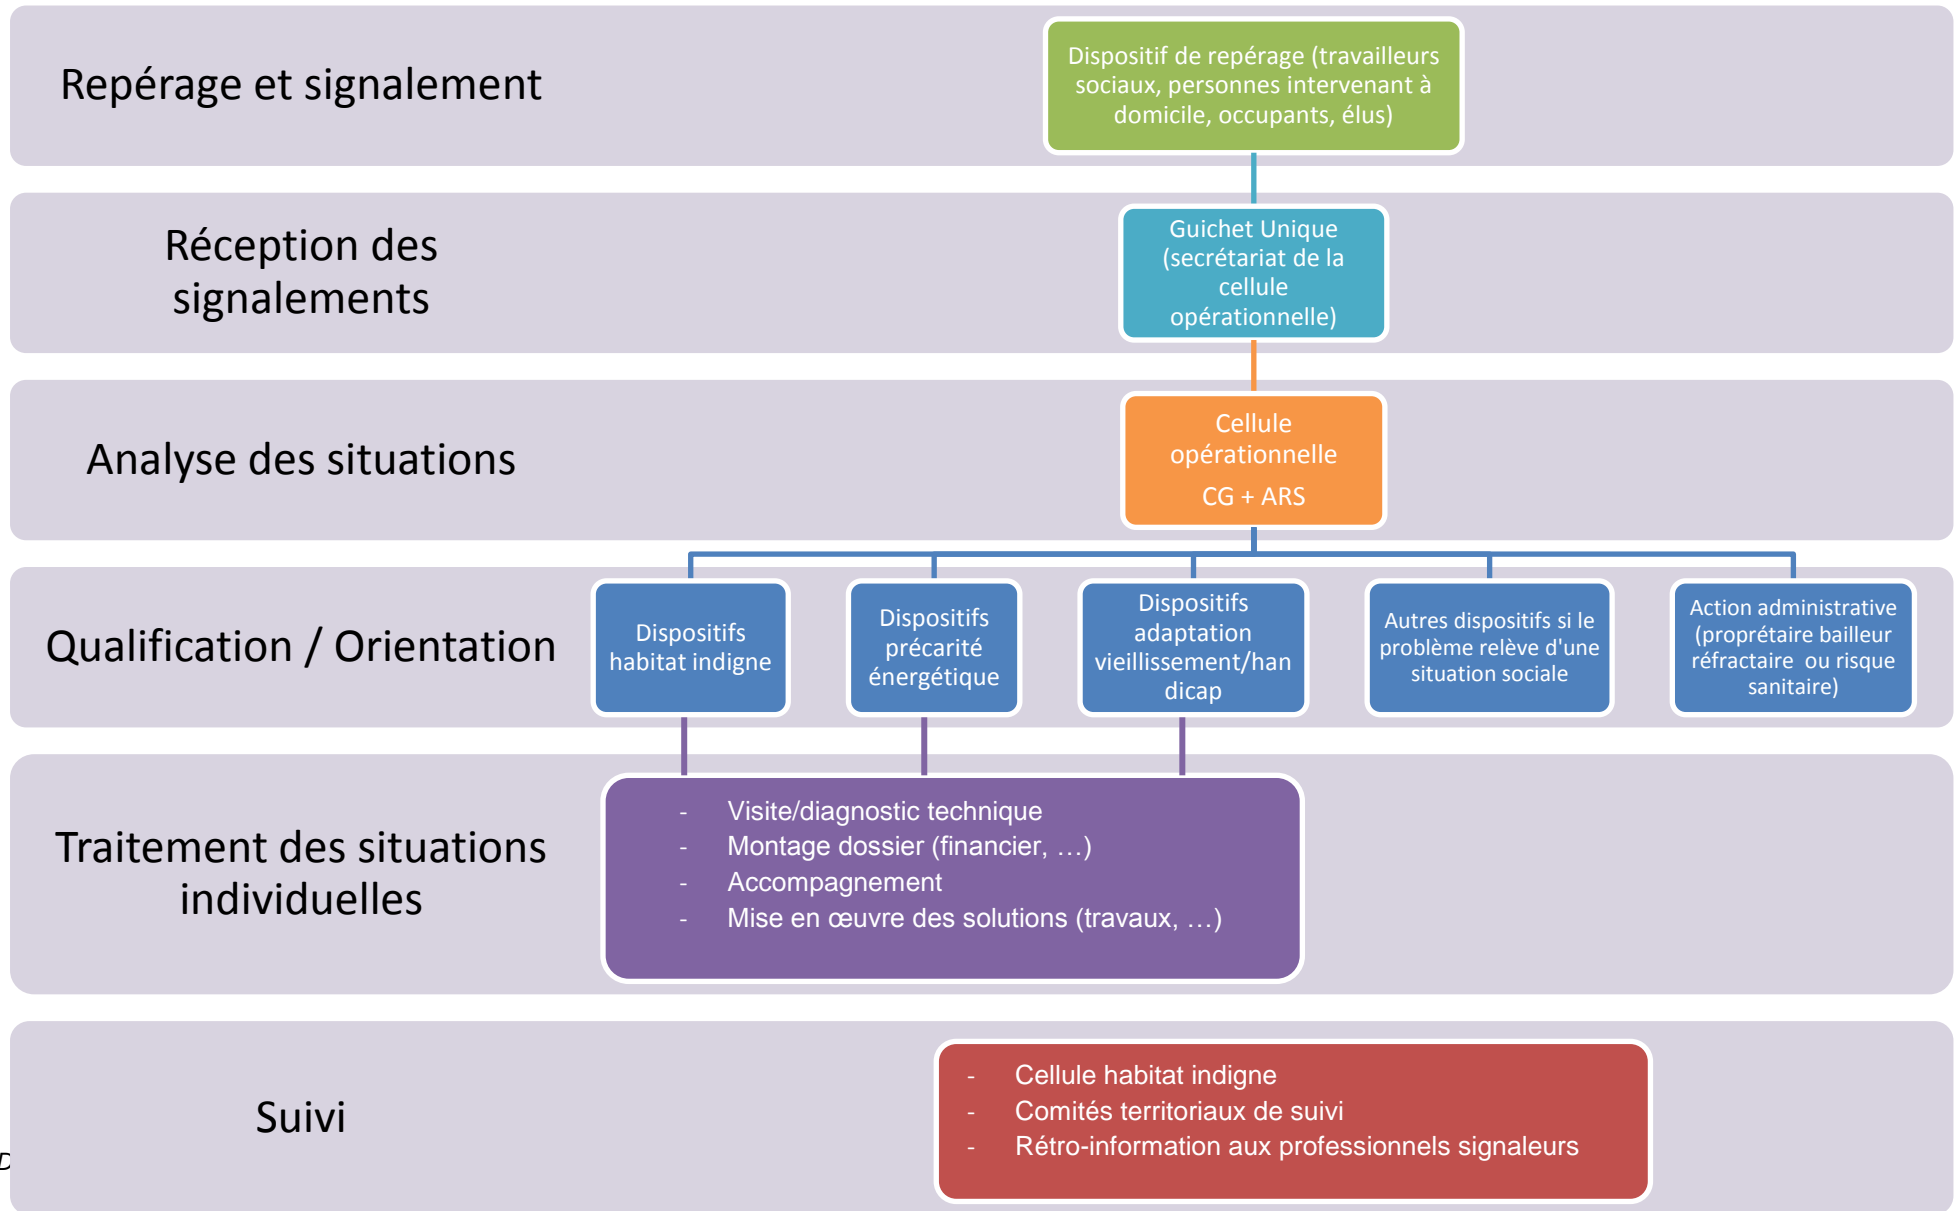 Repérage et signalement
Dispositif de repérage (travailleurs
sociaux, personnes intervenant à
domicile, occupants, élus)
Réception des
signalements
Guichet Unique
(secrétariat de la
cellule
opérationnelle)
Analyse des situations
Cellule
opérationnelle
CG + ARS
Qualification / Orientation
Dispositifs
habitat indigne
Dispositifs
précarité
énergétique
Dispositifs
adaptation
vieillissement/han
dicap
Autres dispositifs si le
problème relève d'une
situation sociale
Action administrative
(proprétaire bailleur
réfractaire ou risque
sanitaire)
Traitement des situations
individuelles
- Visite/diagnostic technique
- Montage dossier (financier, …)
- Accompagnement
- Mise en œuvre des solutions (travaux, …)
Suivi
- Cellule habitat indigne
- Comités territoriaux de suivi
- Rétro-information aux professionnels signaleurs